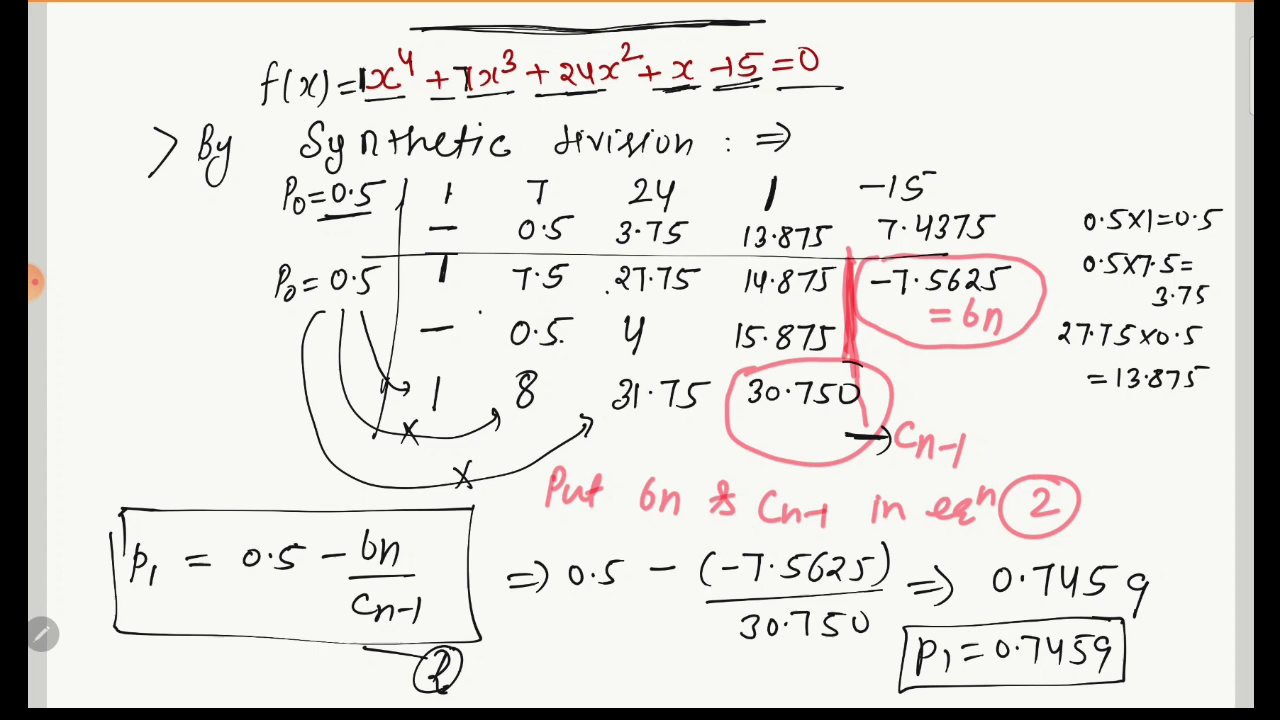 f(x)=1x⁴ + 7x³ + 24x² + x - 15 = 0
> By Synthetic division : ⇒
P₀=0.5 | 1 7 24 1 -15
- 0.5 3.75 13.875 7.4375
P₀=0.5 1 7.5 27.75 14.875 -7.5625
= bn
- 0.5 4 15.875
1 8 31.75 30.750
→ Cn-1
0.5×1=0.5
0.5×7.5=
3.75
27.75×0.5
= 13.875
Put bn & Cn-1 in eqⁿ 2
P₁ = 0.5 - bn/Cn-1
2
⇒ 0.5 - (-7.5625)/30.750 ⇒ 0.7459
P₁ = 0.7459